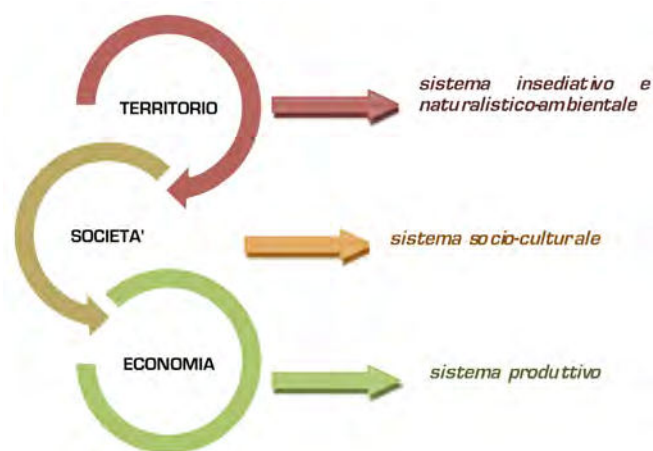 TERRITORIO
sistema insediativo e
naturalistico-ambientale
SOCIETA'
sistema socio-culturale
ECONOMIA
sistema produttivo